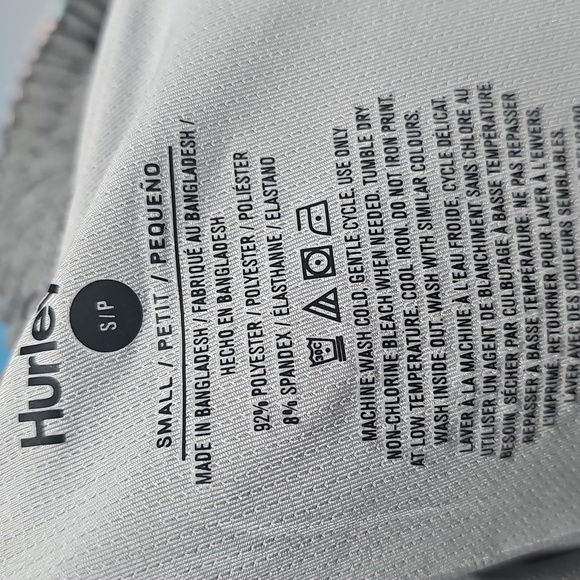 Hurley
S/P
SMALL / PETIT / PEQUEÑO
MADE IN BANGLADESH / FABRIQUÉ AU BANGLADESH /
HECHO EN BANGLADESH
92% POLYESTER / POLYESTER / POLIÉSTER
8% SPANDEX / ELASTHANNE / ELASTANO
30C
MACHINE WASH COLD, GENTLE CYCLE. USE ONLY
NON-CHLORINE BLEACH WHEN NEEDED. TUMBLE DRY
AT LOW TEMPERATURE. COOL IRON. DO NOT IRON PRINT.
WASH INSIDE OUT. WASH WITH SIMILAR COLOURS.
LAVER À LA MACHINE À L'EAU FROIDE, CYCLE DÉLICAT.
UTILISER UN AGENT DE BLANCHIMENT SANS CHLORE AU
BESOIN. SÉCHER PAR CULBUTAGE À BASSE TEMPÉRATURE.
REPASSER À BASSE TEMPÉRATURE. NE PAS REPASSER
L'IMPRIMÉ. RETOURNER POUR LAVER À L'ENVERS.
LAVER AVEC DES COULEURS SEMBLABLES.